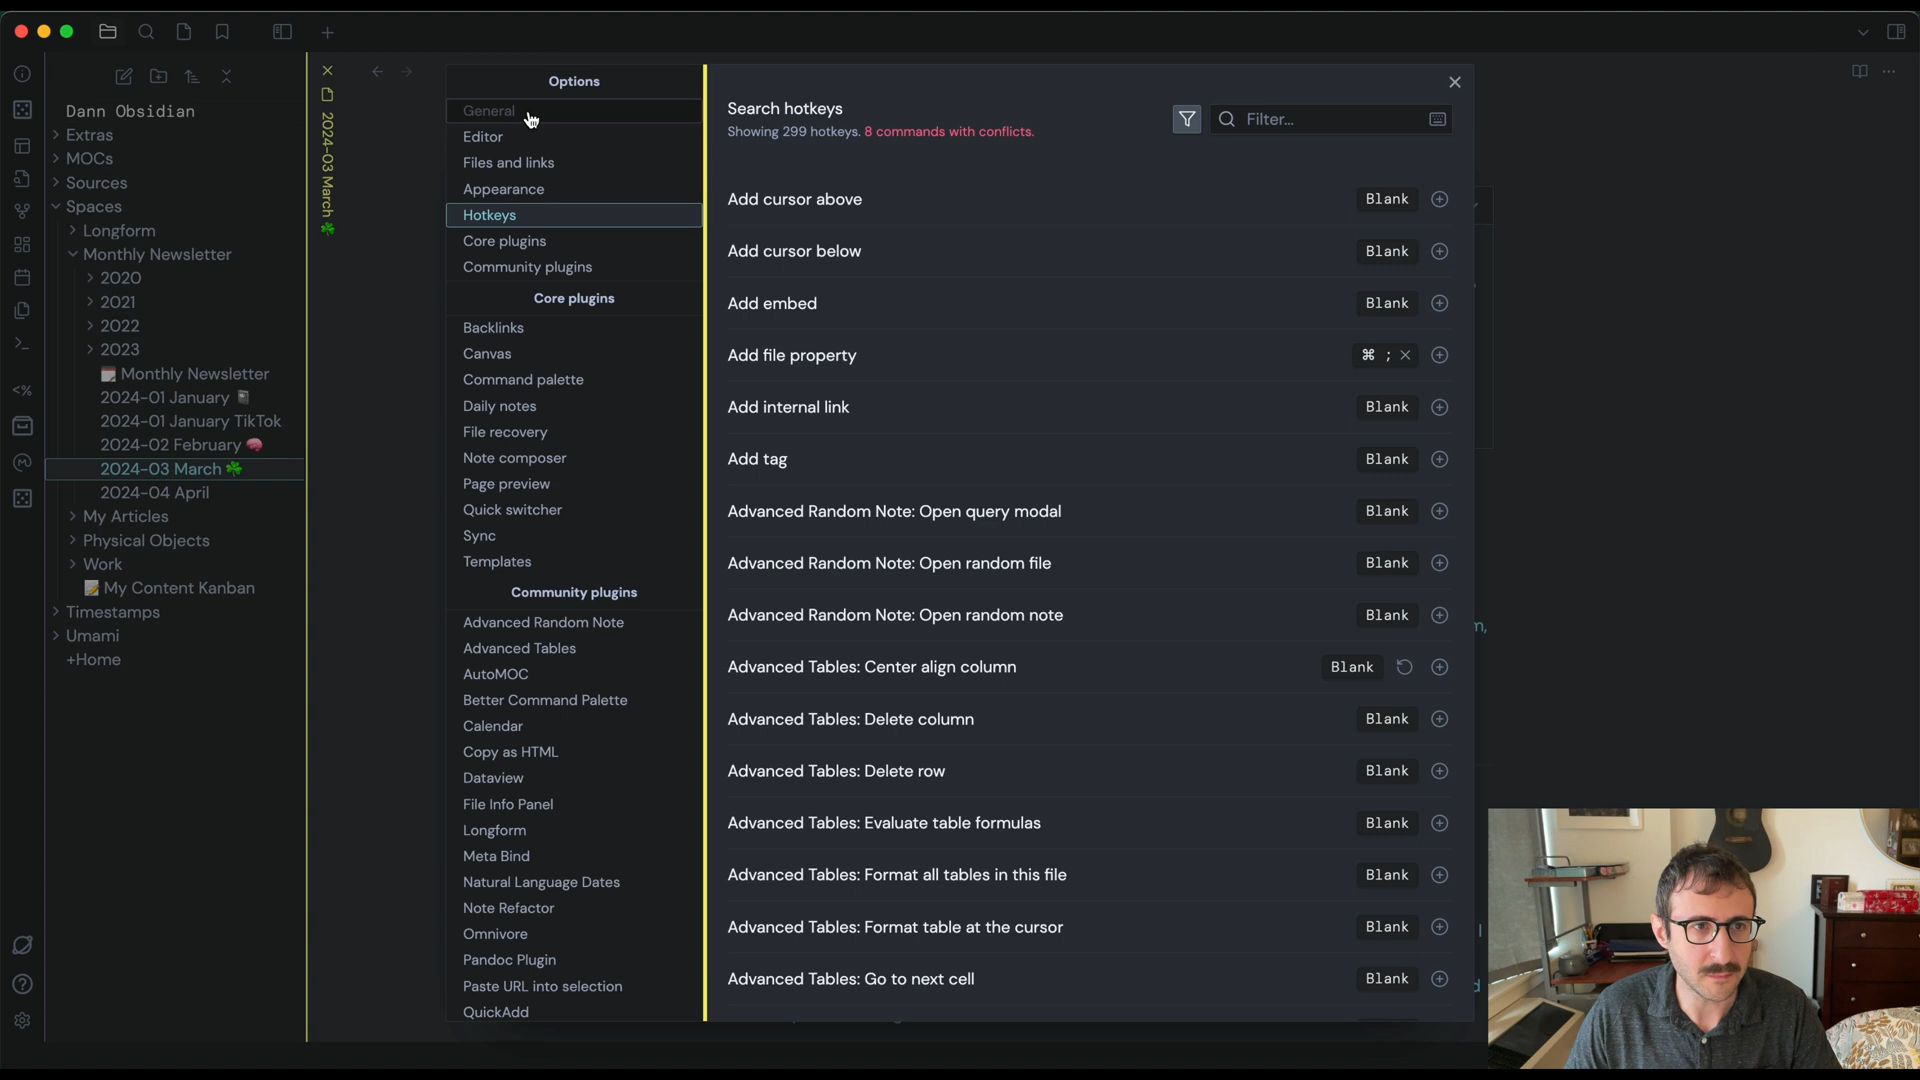 Dann Obsidian
Extras
MOCs
Sources
Spaces
Longform
Monthly Newsletter
2020
2021
2022
2023
Monthly Newsletter
2024-01 January
2024-01 January TikTok
2024-02 February
2024-03 March
2024-04 April
My Articles
Physical Objects
Work
My Content Kanban
Timestamps
Umami
+Home
2024-03 March
Options
General
Editor
Files and links
Appearance
Hotkeys
Core plugins
Community plugins
Core plugins
Backlinks
Canvas
Command palette
Daily notes
File recovery
Note composer
Page preview
Quick switcher
Sync
Templates
Community plugins
Advanced Random Note
Advanced Tables
AutoMOC
Better Command Palette
Calendar
Copy as HTML
Dataview
File Info Panel
Longform
Meta Bind
Natural Language Dates
Note Refactor
Omnivore
Pandoc Plugin
Paste URL into selection
QuickAdd
Search hotkeys
Showing 299 hotkeys. 8 commands with conflicts.
Filter...
Add cursor above Blank
Add cursor below Blank
Add embed Blank
Add file property ⌘ ;
Add internal link Blank
Add tag Blank
Advanced Random Note: Open query modal Blank
Advanced Random Note: Open random file Blank
Advanced Random Note: Open random note Blank
Advanced Tables: Center align column Blank
Advanced Tables: Delete column Blank
Advanced Tables: Delete row Blank
Advanced Tables: Evaluate table formulas Blank
Advanced Tables: Format all tables in this file Blank
Advanced Tables: Format table at the cursor Blank
Advanced Tables: Go to next cell Blank